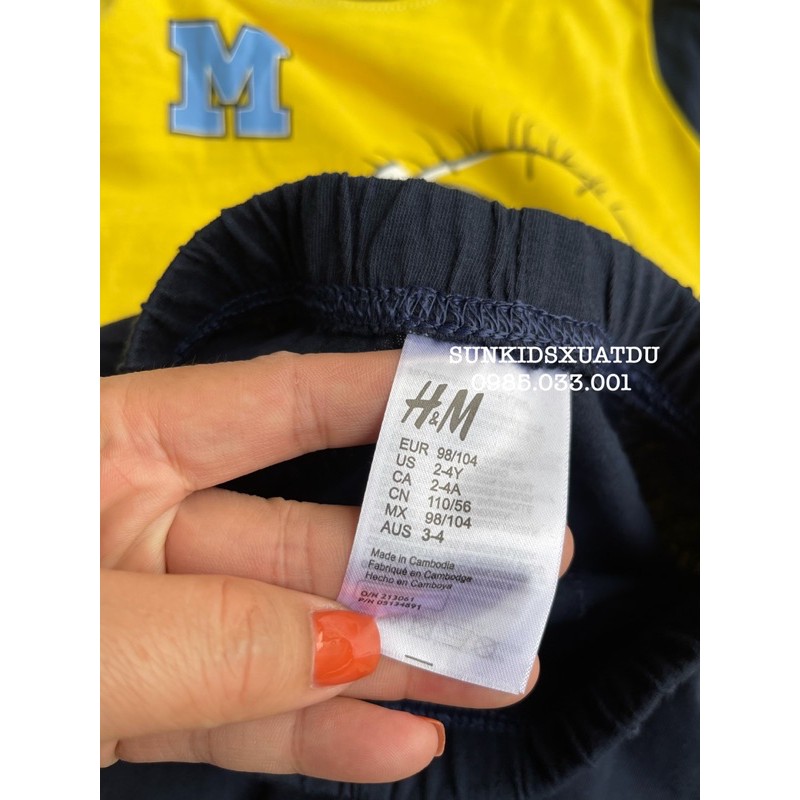 M
SUNKIDSXUATDU
0985.033.001
H&M
EUR 98/104
US 2-4Y
CA 2-4A
CN 110/56
MX 98/104
AUS 3-4
Made in Cambodia
Fabriqué en Cambodge
Hecho en Camboya
O/N 213061
P/N 05134891